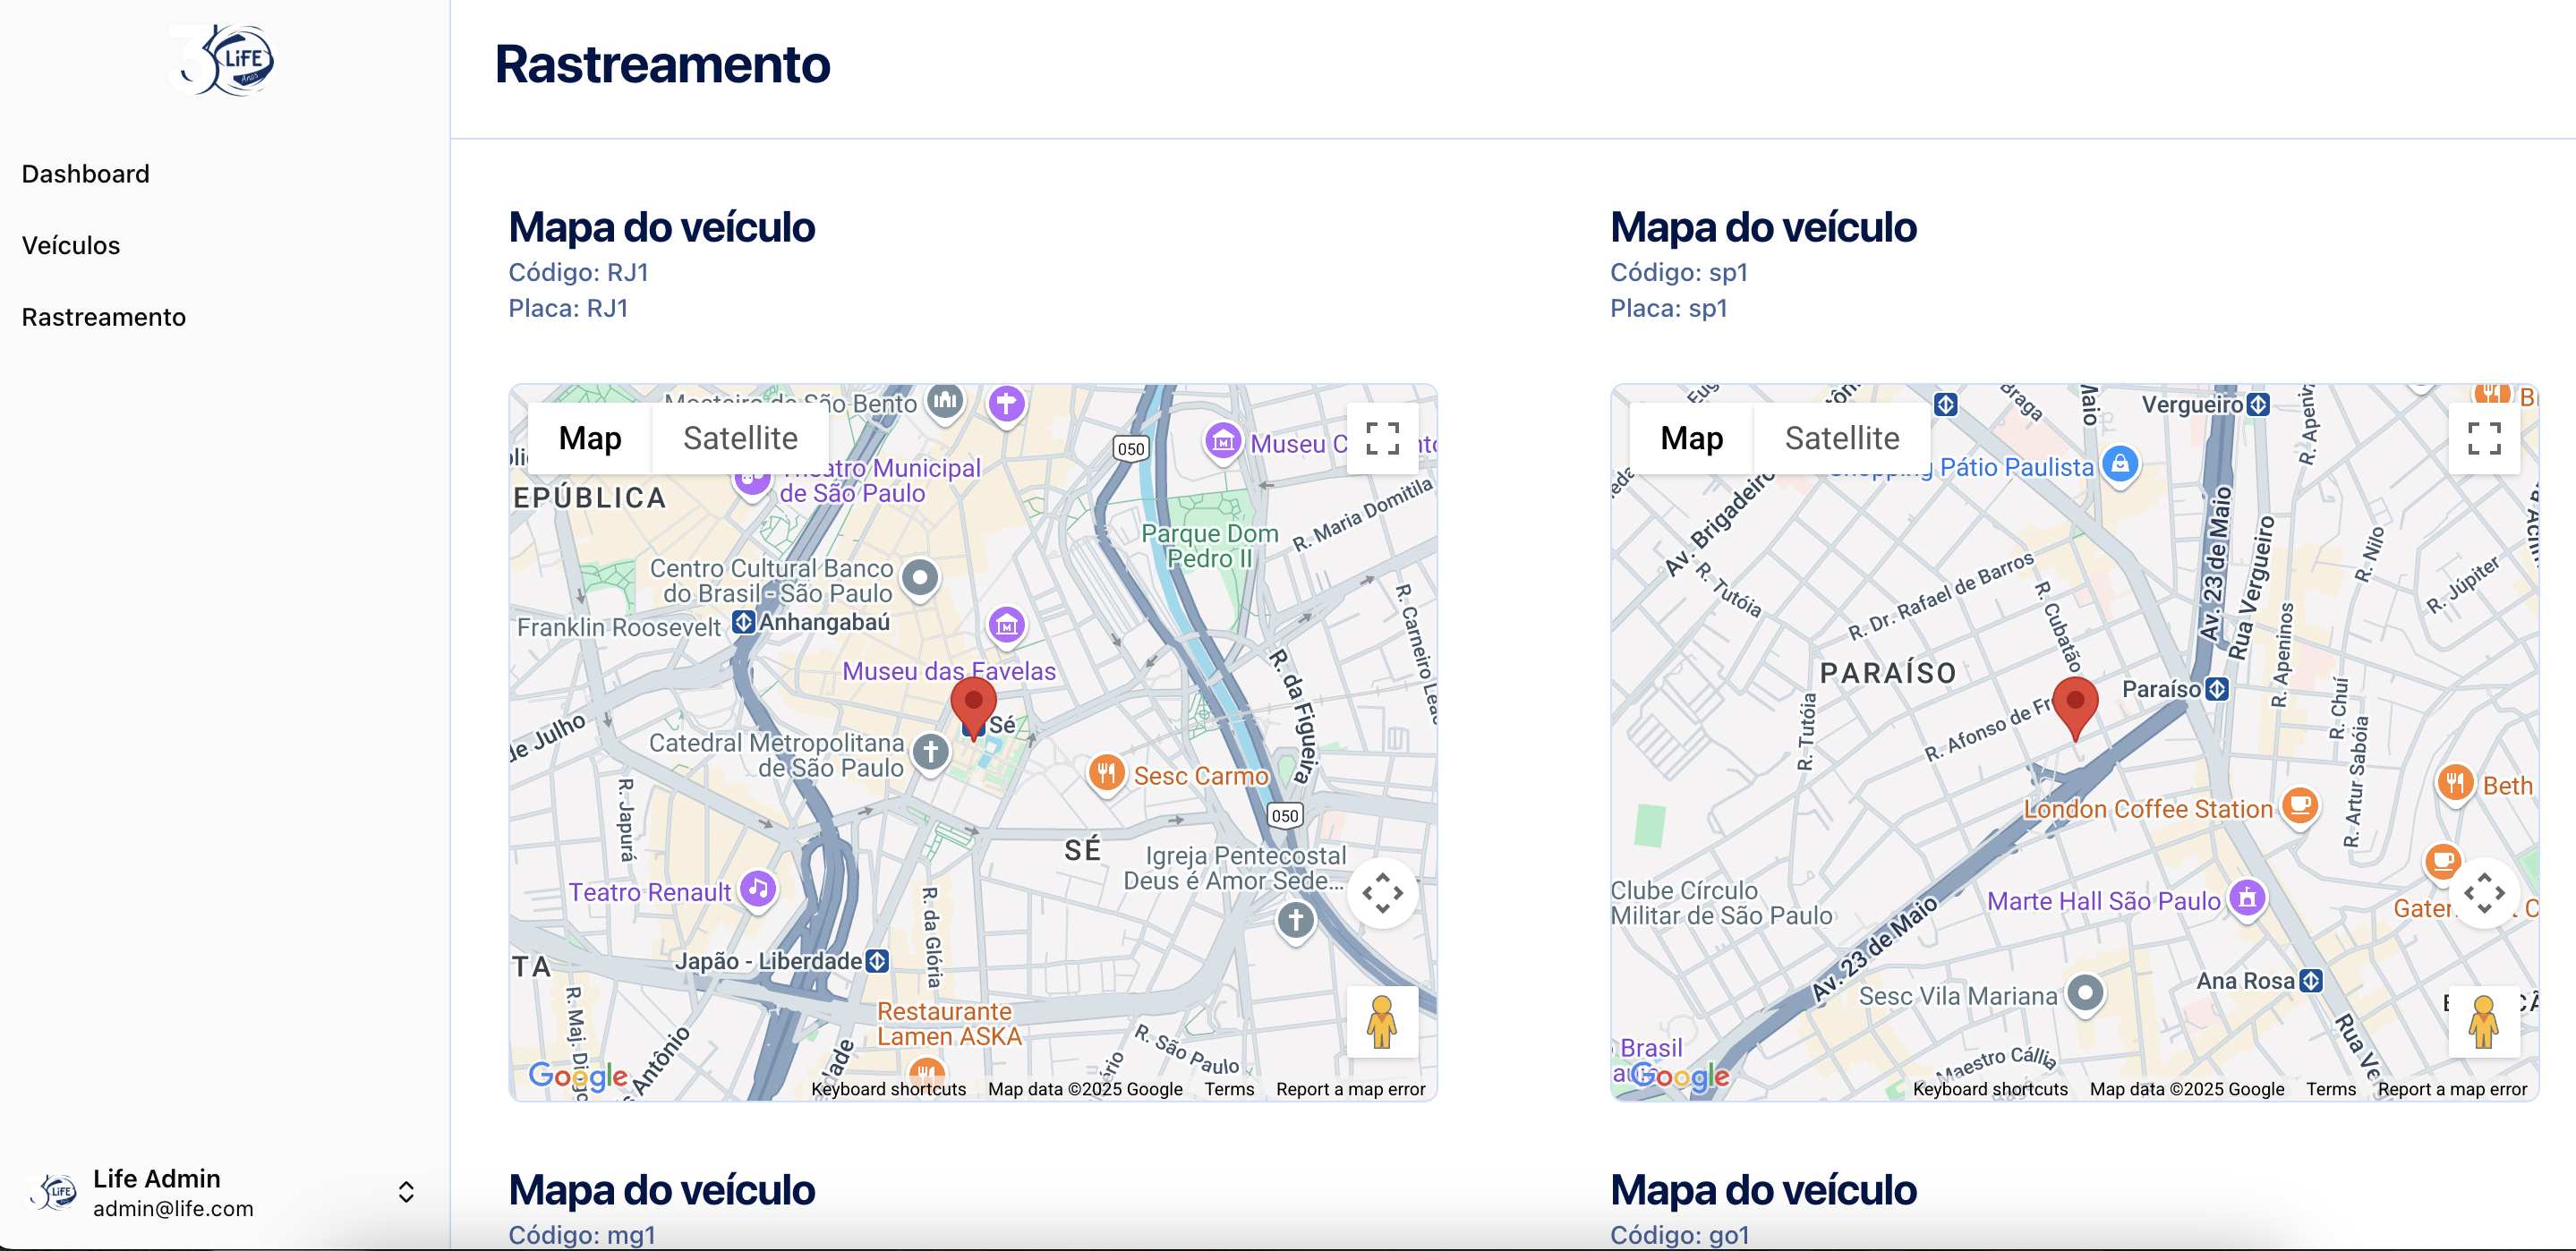 30 LiFE
Anos
Dashboard
Veículos
Rastreamento
Life Admin
admin@life.com
Rastreamento
Mapa do veículo
Código: RJ1
Placa: RJ1
Map
Satellite
São Bento
Municipal
de São Paulo
EPÚBLICA
050
Museu
Parque Dom
Pedro II
R. Maria Domitila
Centro Cultural Banco
do Brasil - São Paulo
Franklin Roosevelt
Anhangabaú
Museu das Favelas
R. Carneiro
R. da Figueira
de Julho
Sé
Catedral Metropolitana
de São Paulo
Sesc Carmo
R. Japurá
050
SÉ
Igreja Pentecostal
Deus é Amor Sede...
Teatro Renault
R. da Glória
Japão - Liberdade
TA
R. Maj.
Restaurante
Lamen ASKA
R. São Paulo
Antônio
Google
Keyboard shortcuts
Map data ©2025 Google
Terms
Report a map error
Mapa do veículo
Código: sp1
Placa: sp1
Map
Satellite
Braga
Vergueiro
R. Apeni
Pátio Paulista
Av. Brigadeiro
R. Tutóia
R. Dr. Rafael de Barros
R. Cubatão
Av. 23 de Maio
Rua Vergueiro
R. Nilo
R. Júpiter
R. Apeninos
PARAÍSO
Paraíso
R. Tutóia
R. Afonso de
R. Chuí
R. Artur Sabóia
London Coffee Station
Beth
Clube Círculo
Militar de São Paulo
Marte Hall São Paulo
Av. 23 de Maio
Sesc Vila Mariana
Ana Rosa
Brasil
Maestro Cállia
Rua Ve
Google
Keyboard shortcuts
Map data ©2025 Google
Terms
Report a map error
Mapa do veículo
Código: mg1
Mapa do veículo
Código: go1